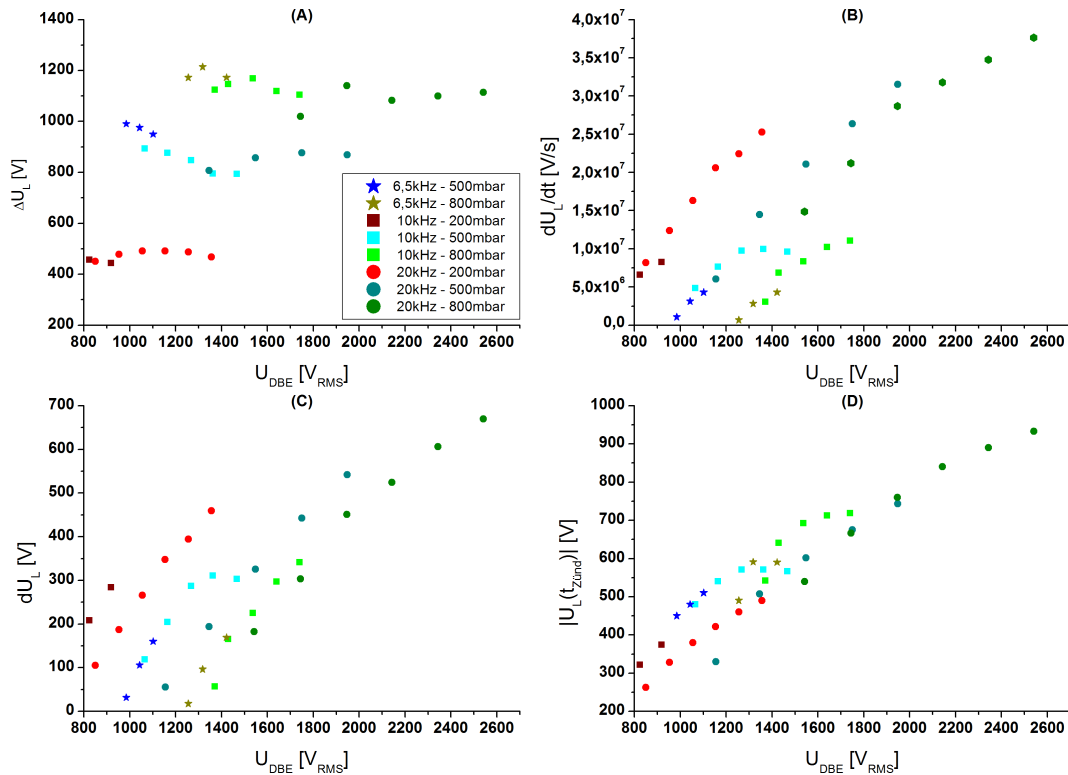 (A)
1400
1200
1000
800
600
400
200
ΔU_L [V]
800 1000 1200 1400 1600 1800 2000 2200 2400 2600
U_DBE [V_RMS]
6,5kHz - 500mbar
6,5kHz - 800mbar
10kHz - 200mbar
10kHz - 500mbar
10kHz - 800mbar
20kHz - 200mbar
20kHz - 500mbar
20kHz - 800mbar
(B)
4,0x10^7
3,5x10^7
3,0x10^7
2,5x10^7
2,0x10^7
1,5x10^7
1,0x10^7
5,0x10^6
0,0
dU_L/dt [V/s]
800 1000 1200 1400 1600 1800 2000 2200 2400 2600
U_DBE [V_RMS]
(C)
700
600
500
400
300
200
100
0
dU_L [V]
800 1000 1200 1400 1600 1800 2000 2200 2400 2600
U_DBE [V_RMS]
(D)
1000
900
800
700
600
500
400
300
200
|U_L(t_Zünd)| [V]
800 1000 1200 1400 1600 1800 2000 2200 2400 2600
U_DBE [V_RMS]